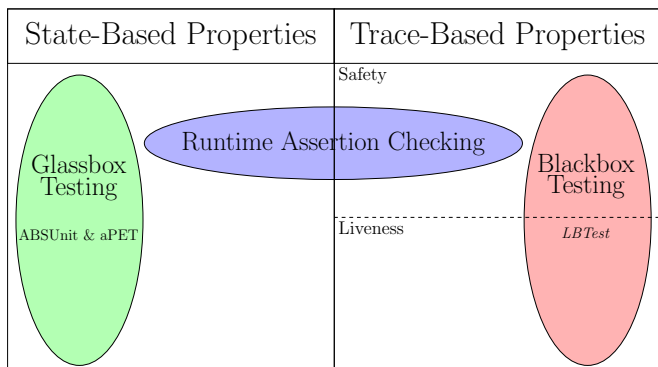 State-Based Properties
Trace-Based Properties
Safety
Runtime Assertion Checking
Glassbox
Testing
ABSUnit & aPET
Blackbox
Testing
Liveness
LBTest